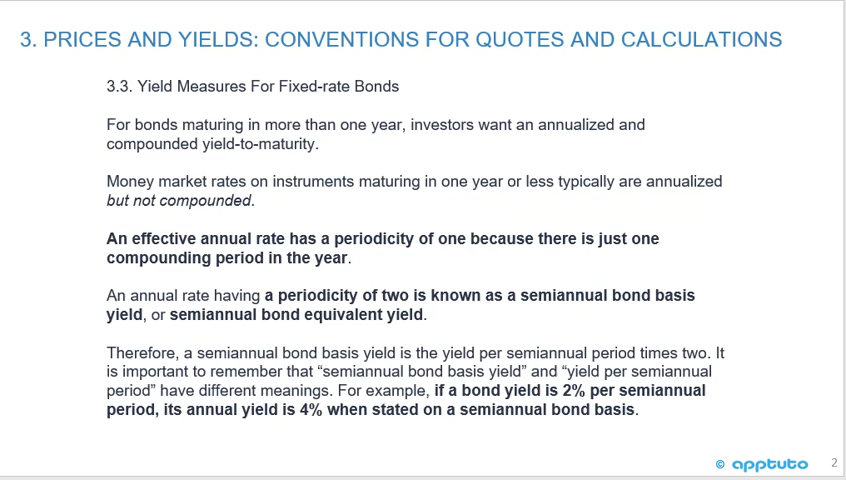 3. PRICES AND YIELDS: CONVENTIONS FOR QUOTES AND CALCULATIONS
3.3. Yield Measures For Fixed-rate Bonds
For bonds maturing in more than one year, investors want an annualized and
compounded yield-to-maturity.
Money market rates on instruments maturing in one year or less typically are annualized
but not compounded.
An effective annual rate has a periodicity of one because there is just one
compounding period in the year.
An annual rate having a periodicity of two is known as a semiannual bond basis
yield, or semiannual bond equivalent yield.
Therefore, a semiannual bond basis yield is the yield per semiannual period times two. It
is important to remember that “semiannual bond basis yield” and “yield per semiannual
period” have different meanings. For example, if a bond yield is 2% per semiannual
period, its annual yield is 4% when stated on a semiannual bond basis.
© apptuto 2